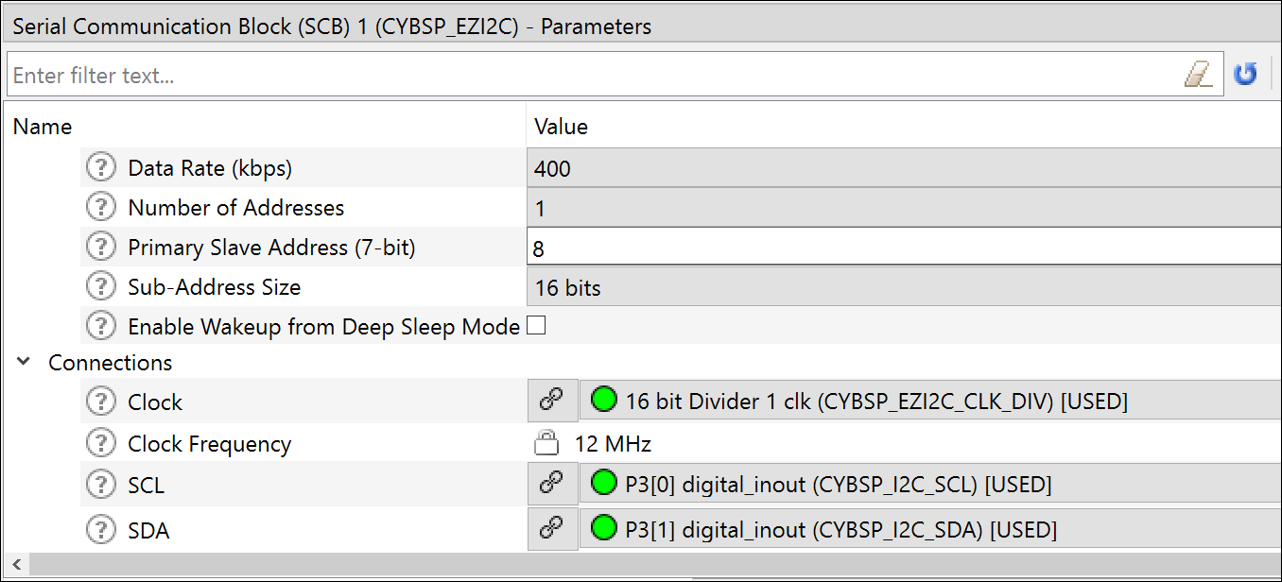 Serial Communication Block (SCB) 1 (CYBSP_EZI2C) - Parameters
Enter filter text...
Name Value
Data Rate (kbps) 400
Number of Addresses 1
Primary Slave Address (7-bit) 8
Sub-Address Size 16 bits
Enable Wakeup from Deep Sleep Mode
Connections
Clock 16 bit Divider 1 clk (CYBSP_EZI2C_CLK_DIV) [USED]
Clock Frequency 12 MHz
SCL P3[0] digital_inout (CYBSP_I2C_SCL) [USED]
SDA P3[1] digital_inout (CYBSP_I2C_SDA) [USED]